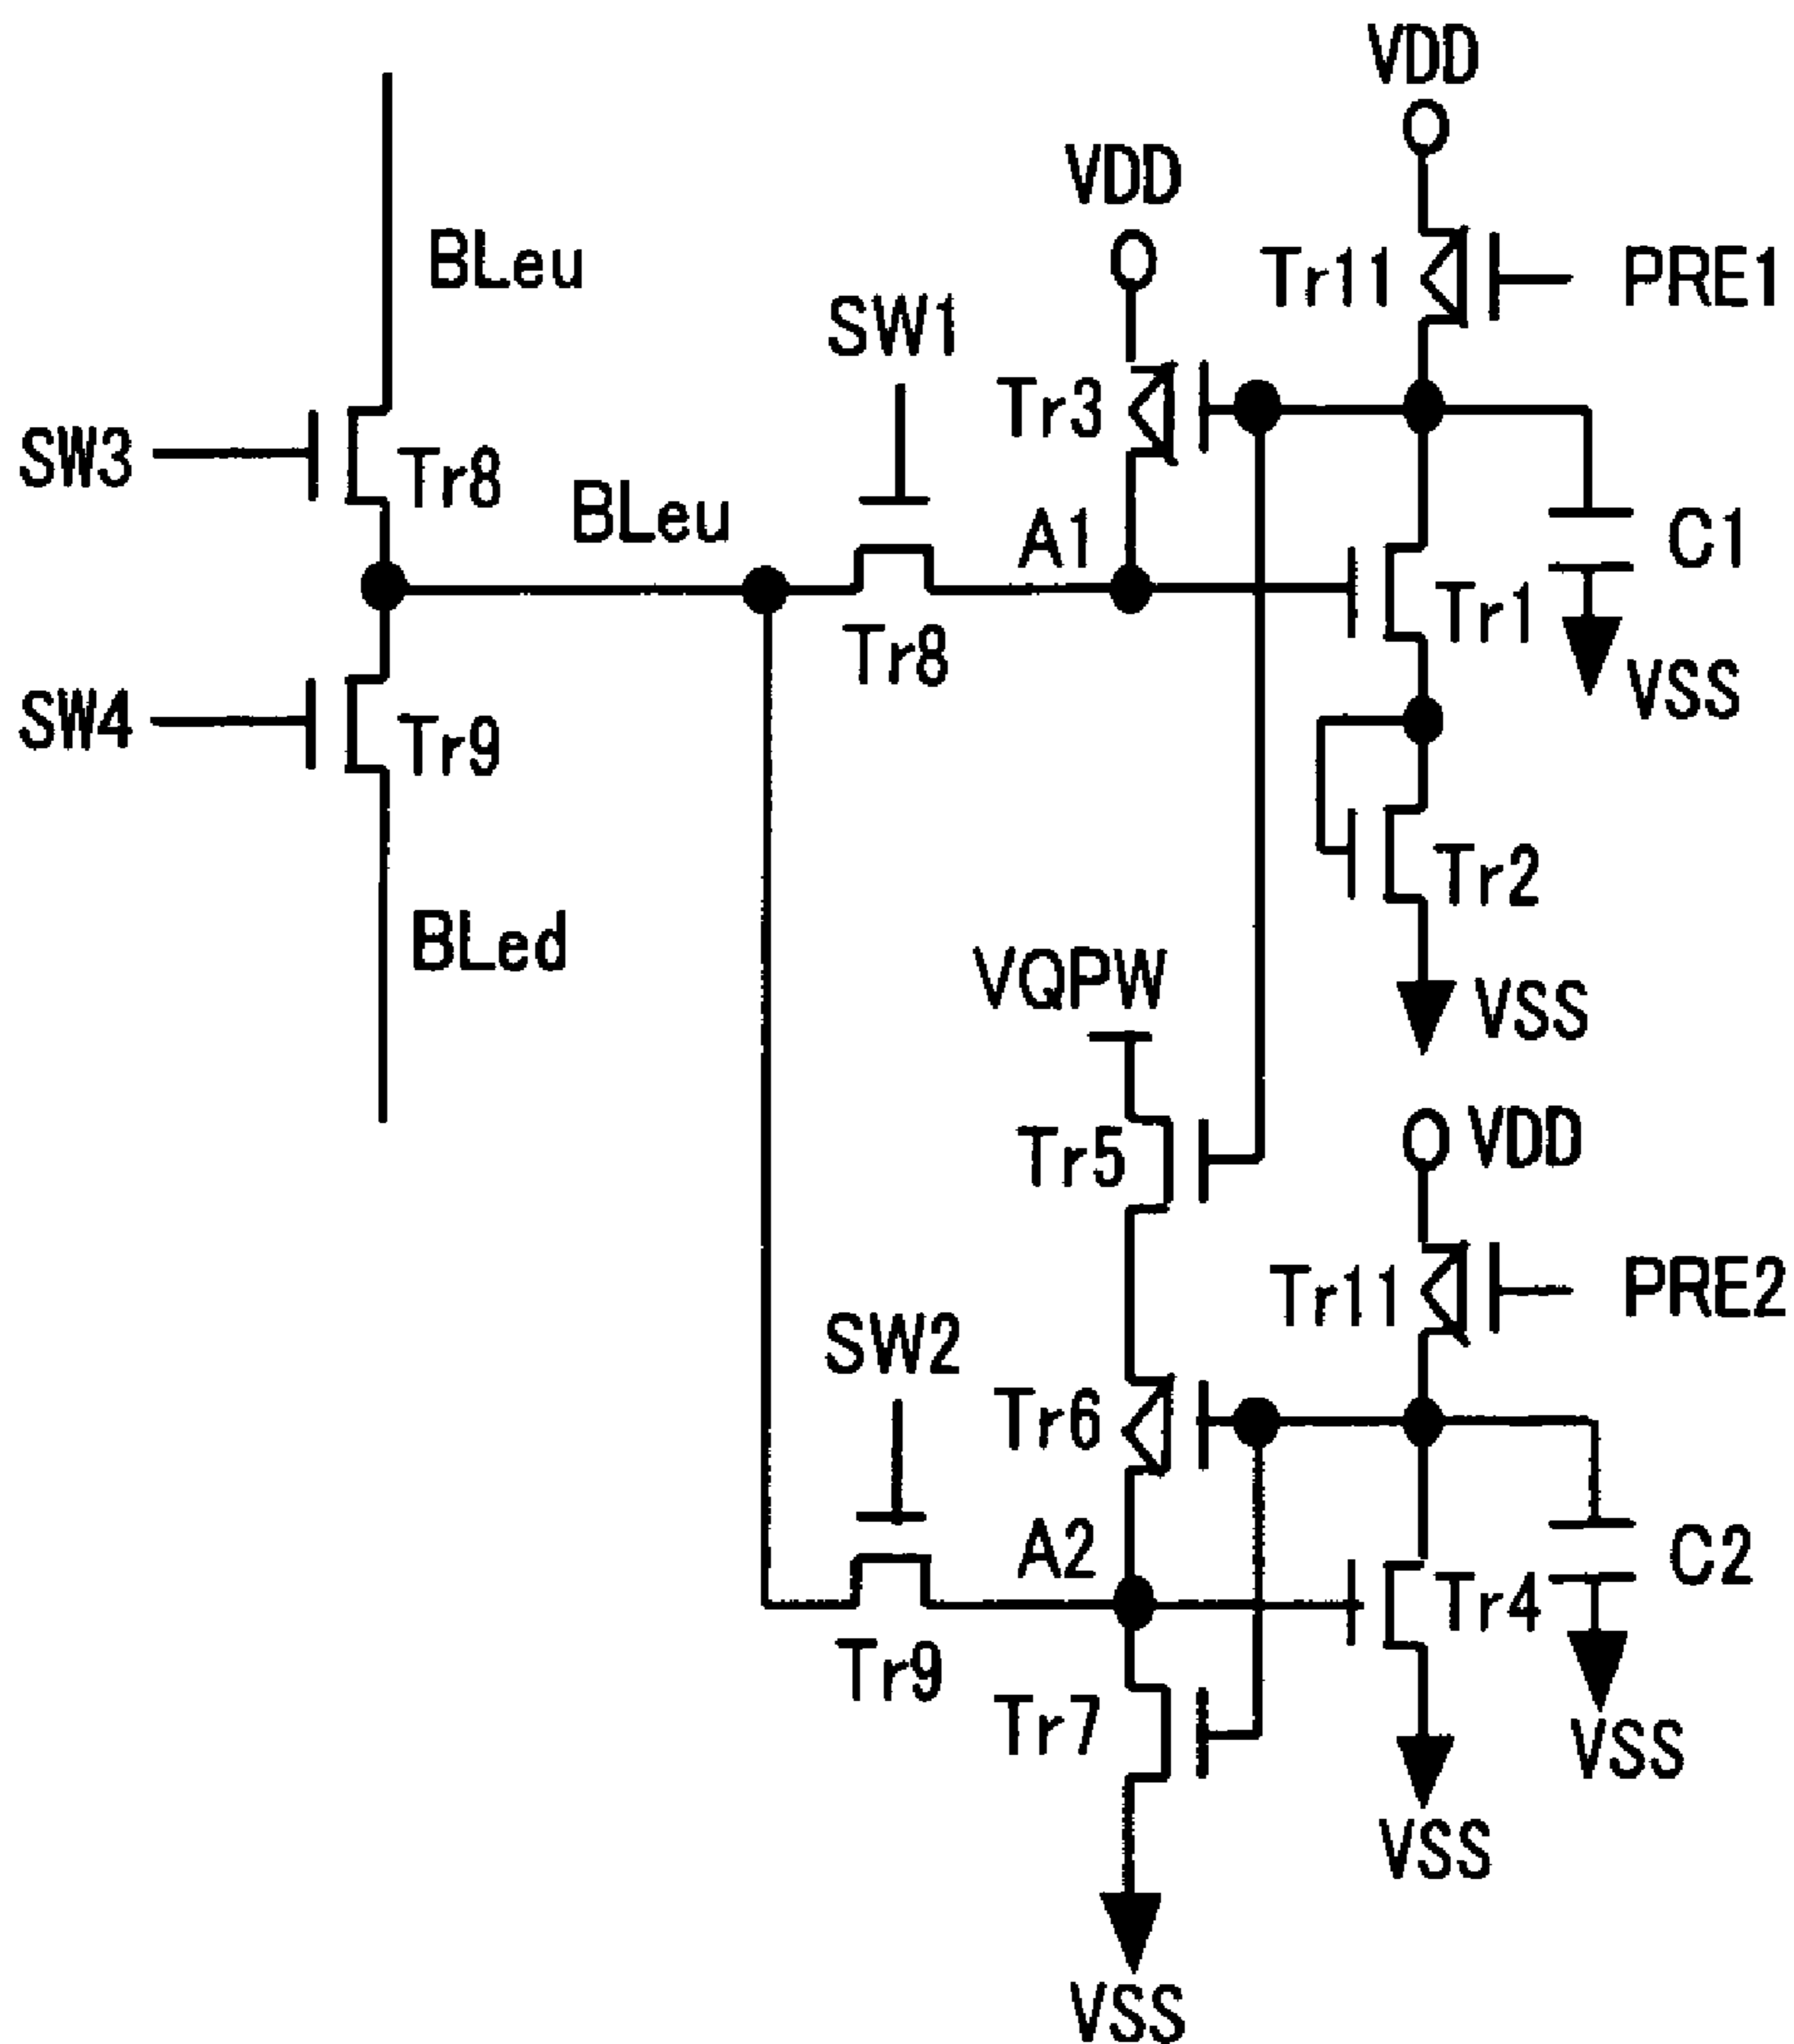 VDD
VDD
BLeu
Tr11
PRE1
SW1
Tr3
SW3
Tr8
BLeu
A1
C1
Tr1
Tr8
VSS
SW4
Tr9
Tr2
BLed
VQPW
VSS
Tr5
VDD
Tr11
PRE2
SW2
Tr6
A2
C2
Tr4
Tr9
Tr7
VSS
VSS
VSS